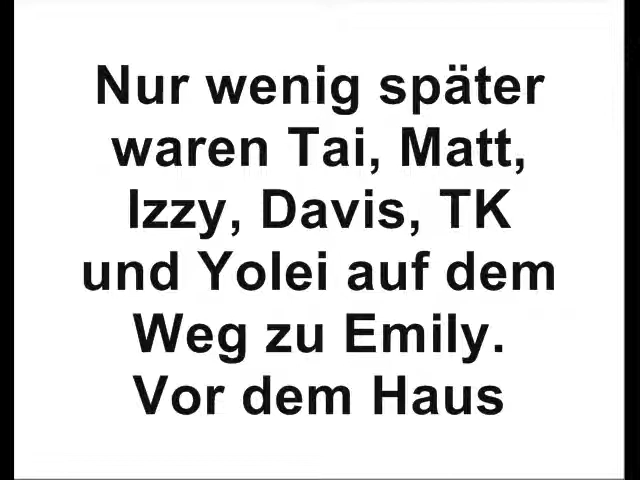 Nur wenig später
waren Tai, Matt,
Izzy, Davis, TK
und Yolei auf dem
Weg zu Emily.
Vor dem Haus